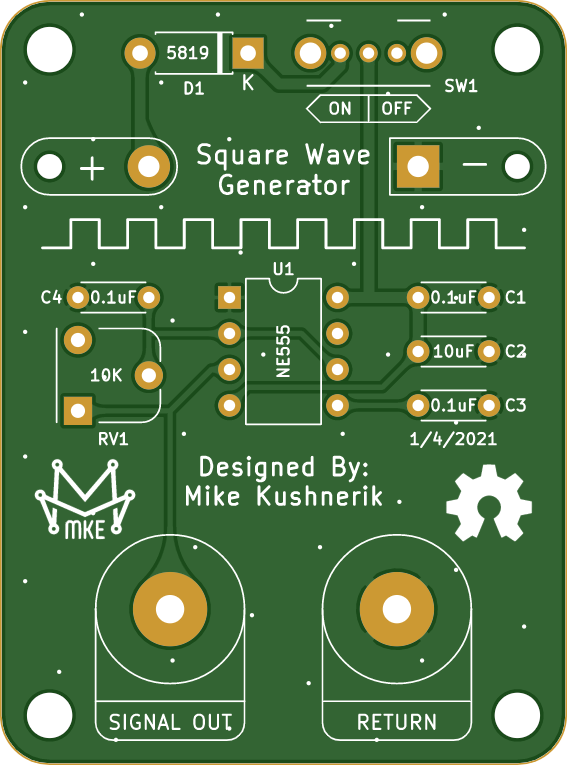 5819
D1
K
SW1
ON OFF
+
−
Square Wave
Generator
U1
C4 0.1uF
NE555
0.1uF C1
10K
10uF C2
0.1uF C3
RV1
1/4/2021
Designed By:
Mike Kushnerik
MKE
SIGNAL OUT
RETURN